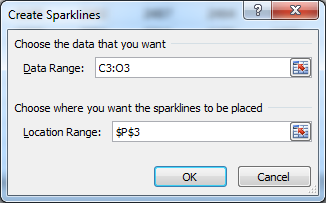 Create Sparklines
Choose the data that you want
Data Range: C3:O3
Choose where you want the sparklines to be placed
Location Range: $P$3
OK Cancel